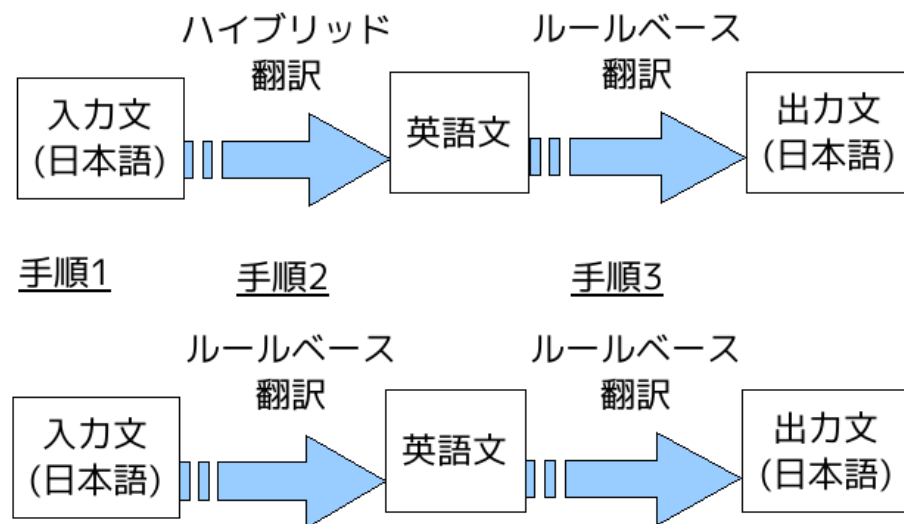 ハイブリッド
翻訳
ルールベース
翻訳
入力文
(日本語)
英語文
出力文
(日本語)
手順1
手順2
手順3
ルールベース
翻訳
ルールベース
翻訳
入力文
(日本語)
英語文
出力文
(日本語)